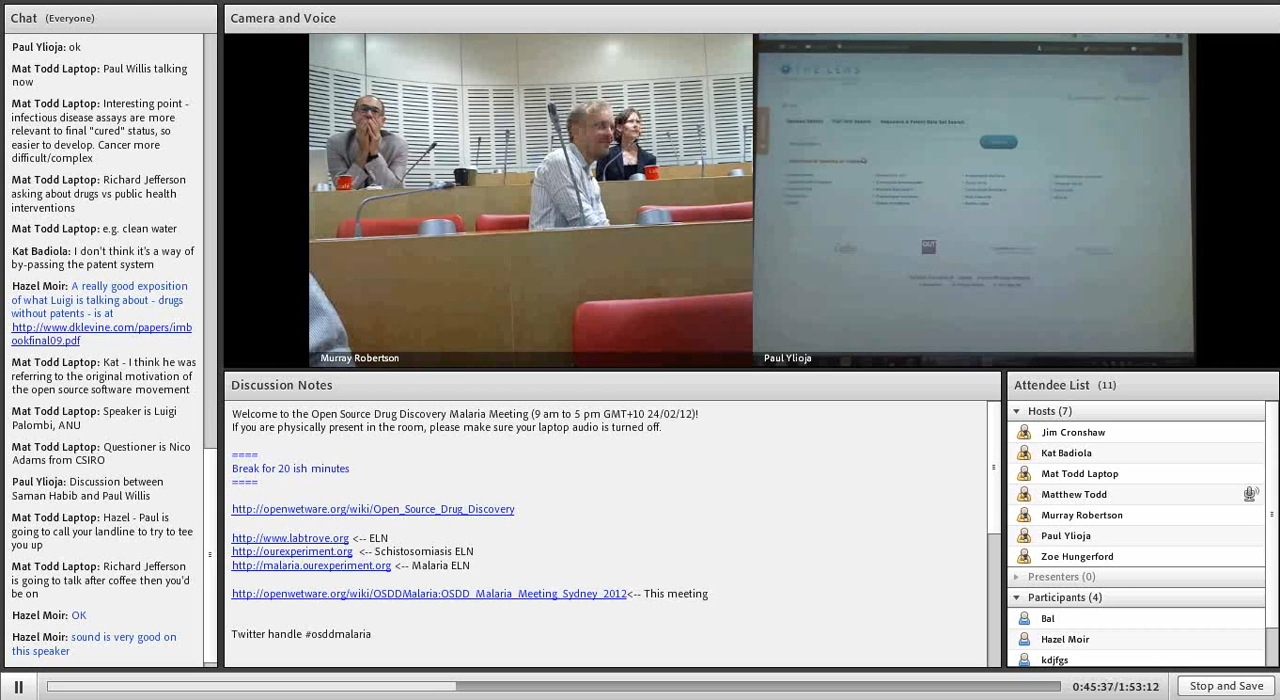 Chat (Everyone)
Paul Ylioja: ok
Mat Todd Laptop: Paul Willis talking
now
Mat Todd Laptop: Interesting point -
infectious disease assays are more
relevant to final "cured" status, so
easier to develop. Cancer more
difficult/complex
Mat Todd Laptop: Richard Jefferson
asking about drugs vs public health
interventions
Mat Todd Laptop: e.g. clean water
Kat Badiola: I don't think it's a way of
by-passing the patent system
Hazel Moir: A really good exposition
of what Luigi is talking about - drugs
without patents - is at
http://www.dklevine.com/papers/imb
ookfinal09.pdf
Mat Todd Laptop: Kat - I think he was
referring to the original motivation of
the open source software movement
Mat Todd Laptop: Speaker is Luigi
Palombi, ANU
Mat Todd Laptop: Questioner is Nico
Adams from CSIRO
Paul Ylioja: Discussion between
Saman Habib and Paul Willis
Mat Todd Laptop: Hazel - Paul is
going to call your landline to try to tee
you up
Mat Todd Laptop: Richard Jefferson
is going to talk after coffee then you'd
be on
Hazel Moir: OK
Hazel Moir: sound is very good on
this speaker
Camera and Voice
THE LENS
QUT
Murray Robertson
Paul Ylioja
Discussion Notes
Welcome to the Open Source Drug Discovery Malaria Meeting (9 am to 5 pm GMT+10 24/02/12)!
If you are physically present in the room, please make sure your laptop audio is turned off.
====
Break for 20 ish minutes
====
http://openwetware.org/wiki/Open_Source_Drug_Discovery
http://www.labtrove.org <-- ELN
http://ourexperiment.org <-- Schistosomiasis ELN
http://malaria.ourexperiment.org <-- Malaria ELN
http://openwetware.org/wiki/OSDDMalaria:OSDD_Malaria_Meeting_Sydney_2012<-- This meeting
Twitter handle #osddmalaria
Attendee List (11)
Hosts (7)
Jim Cronshaw
Kat Badiola
Mat Todd Laptop
Matthew Todd
Murray Robertson
Paul Ylioja
Zoe Hungerford
Presenters (0)
Participants (4)
Bal
Hazel Moir
kdjfgs
0:45:37/1:53:12
Stop and Save